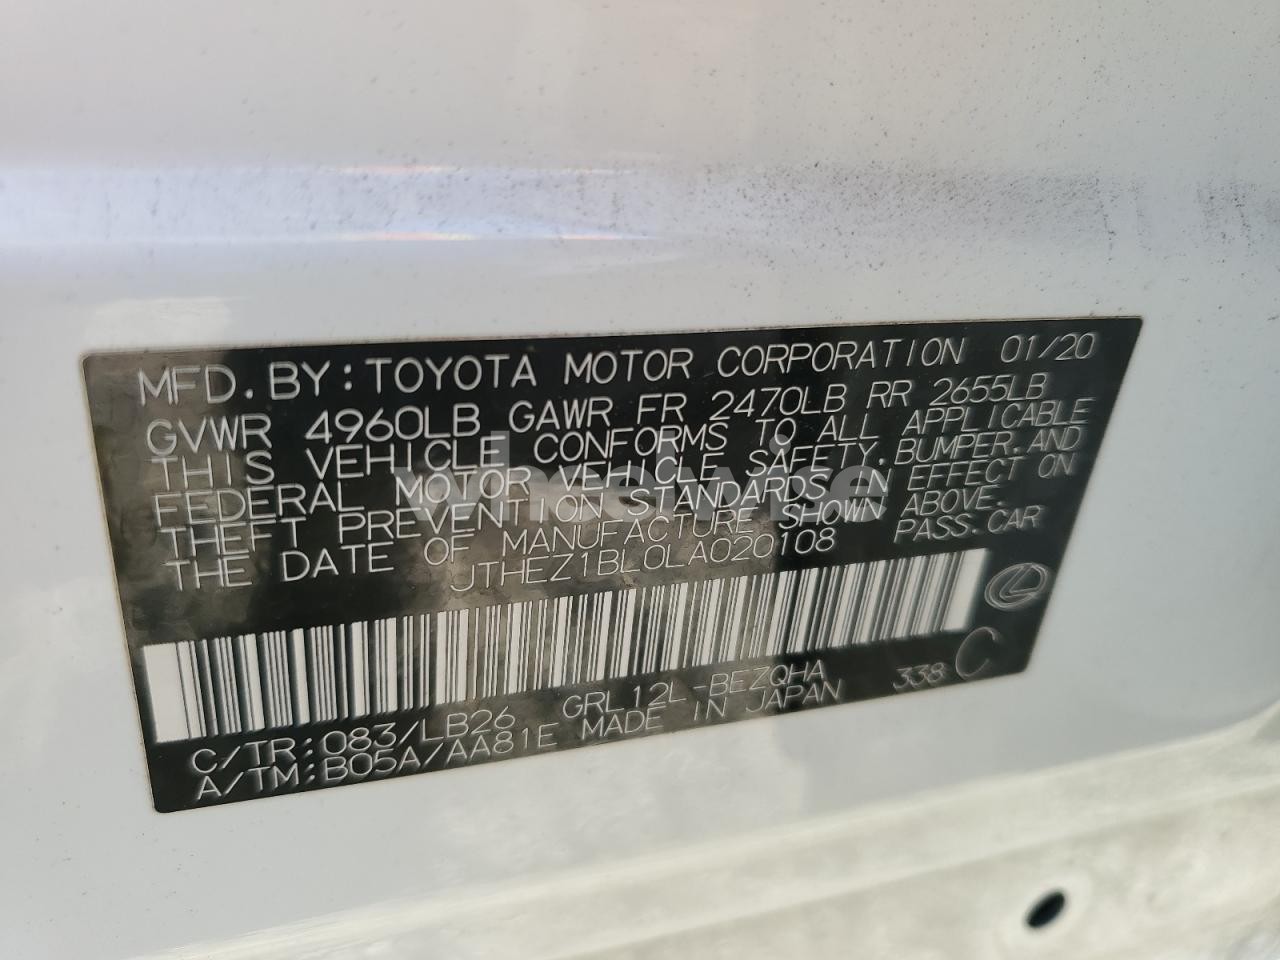 MFD. BY: TOYOTA MOTOR CORPORATION 01/20
GVWR 4960LB GAWR FR 2470LB RR 2655LB
THIS VEHICLE CONFORMS TO ALL APPLICABLE
FEDERAL MOTOR VEHICLE SAFETY, BUMPER, AND
THEFT PREVENTION STANDARDS IN EFFECT ON
THE DATE OF MANUFACTURE SHOWN ABOVE.
JTHEZ1BL0LA020108 PASS. CAR
C/TR: 083/LB26 GRL12L-BEZQHA 338 C
A/TM: B05A/AA81E MADE IN JAPAN
wheelwise